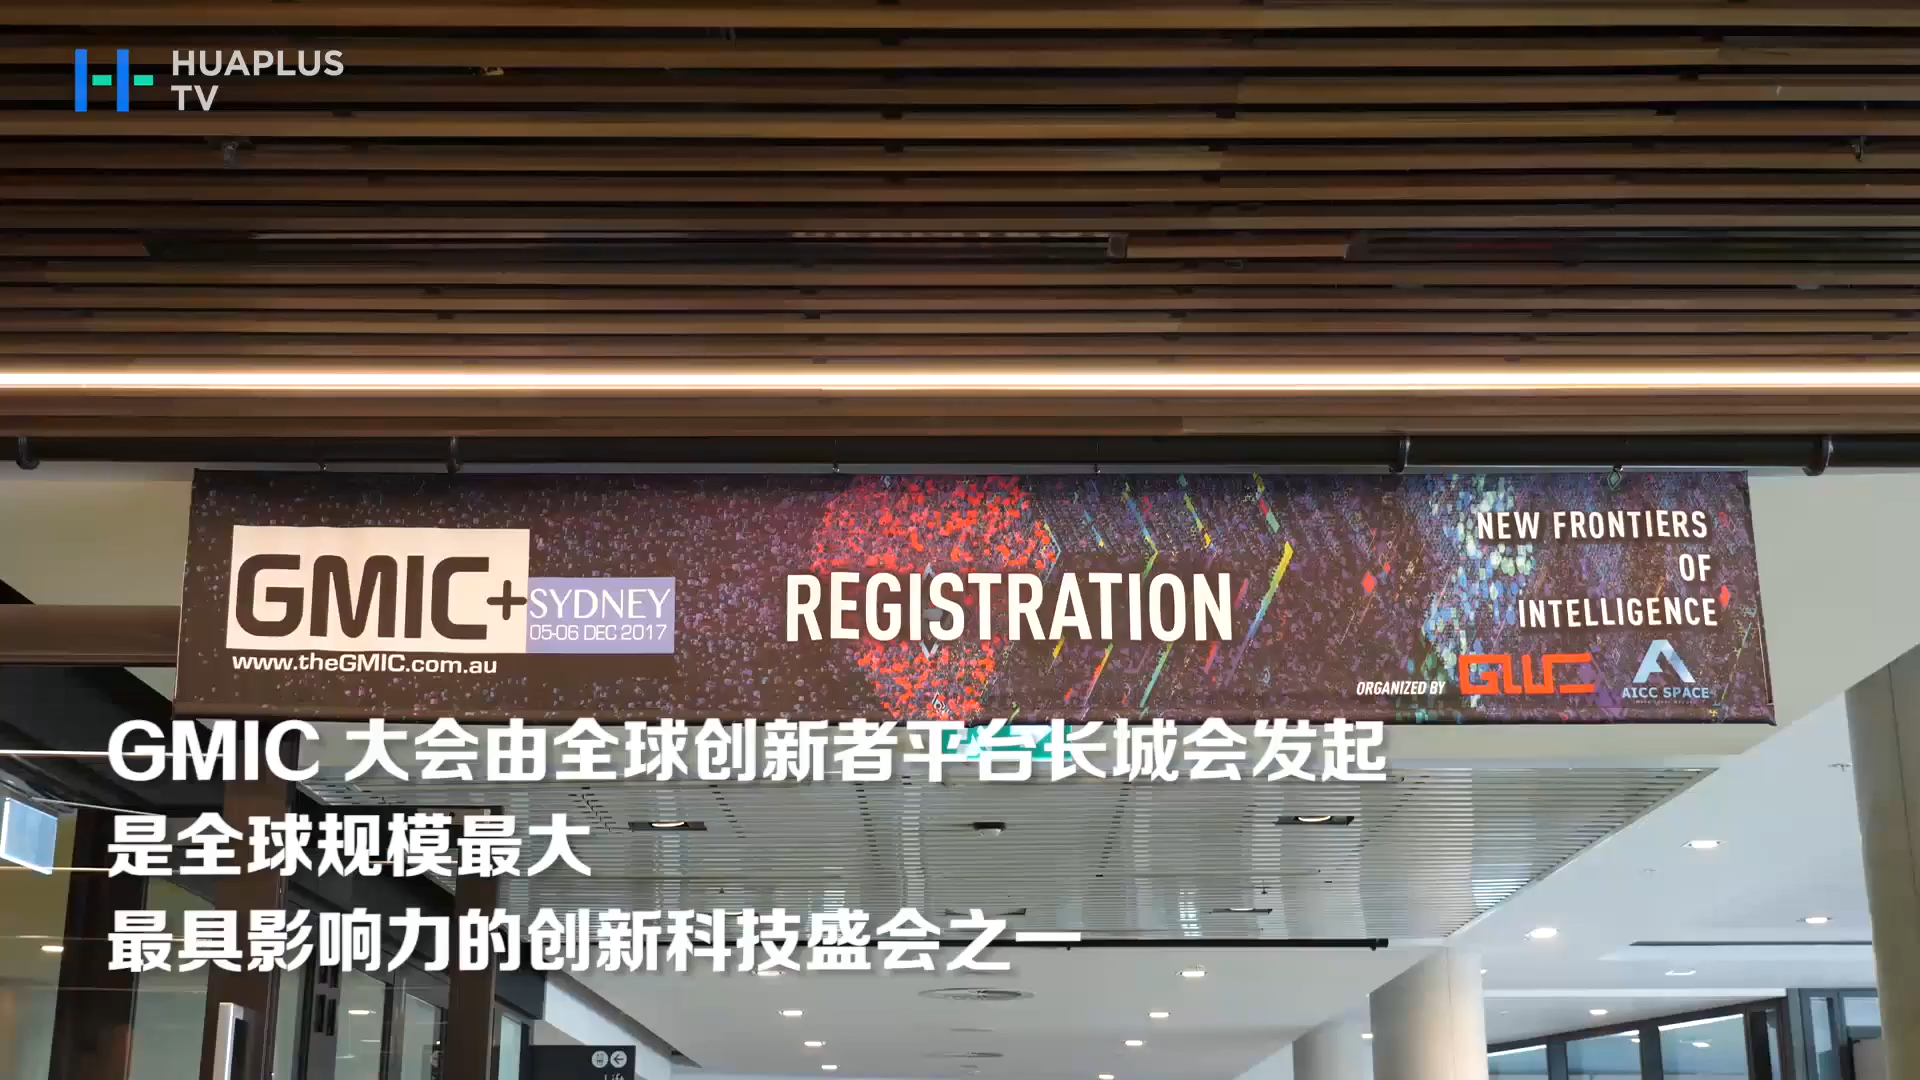 HUAPLUS
TV
GMIC+
SYDNEY
05-06 DEC 2017
www.theGMIC.com.au
REGISTRATION
NEW FRONTIERS
OF
INTELLIGENCE
ORGANIZED BY
GWC
AICC SPACE
GMIC 大会由全球创新者平台长城会发起
是全球规模最大
最具影响力的创新科技盛会之一
Lift